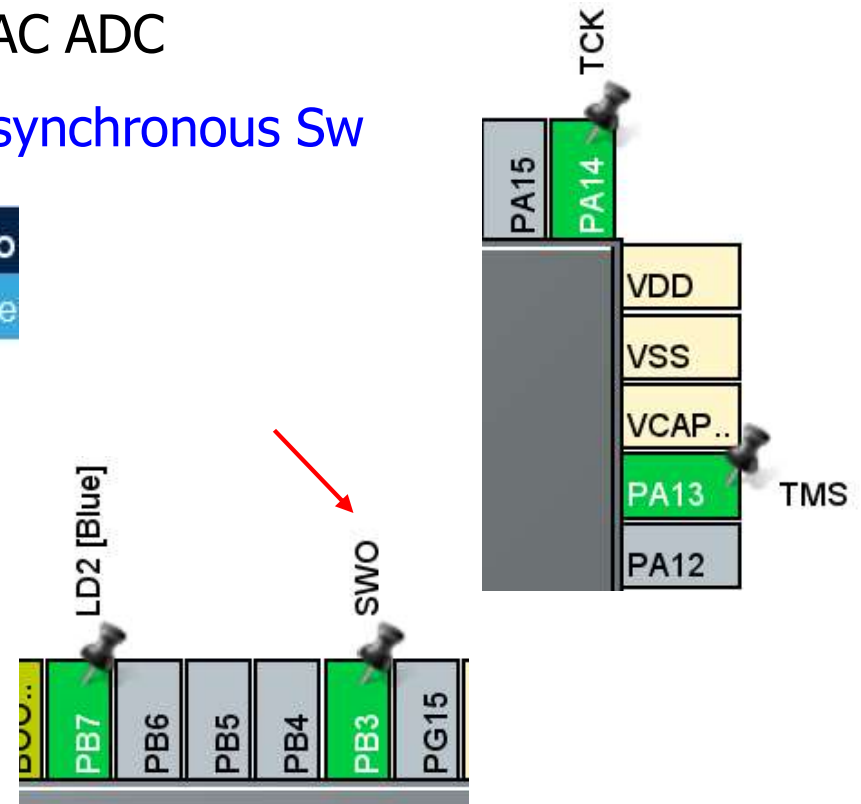 AC ADC
synchronous Sw
o
e
TCK
PA15
PA14
VDD
VSS
VCAP..
PA13
TMS
PA12
LD2 [Blue]
SWO
PB7
PB6
PB5
PB4
PB3
PG15